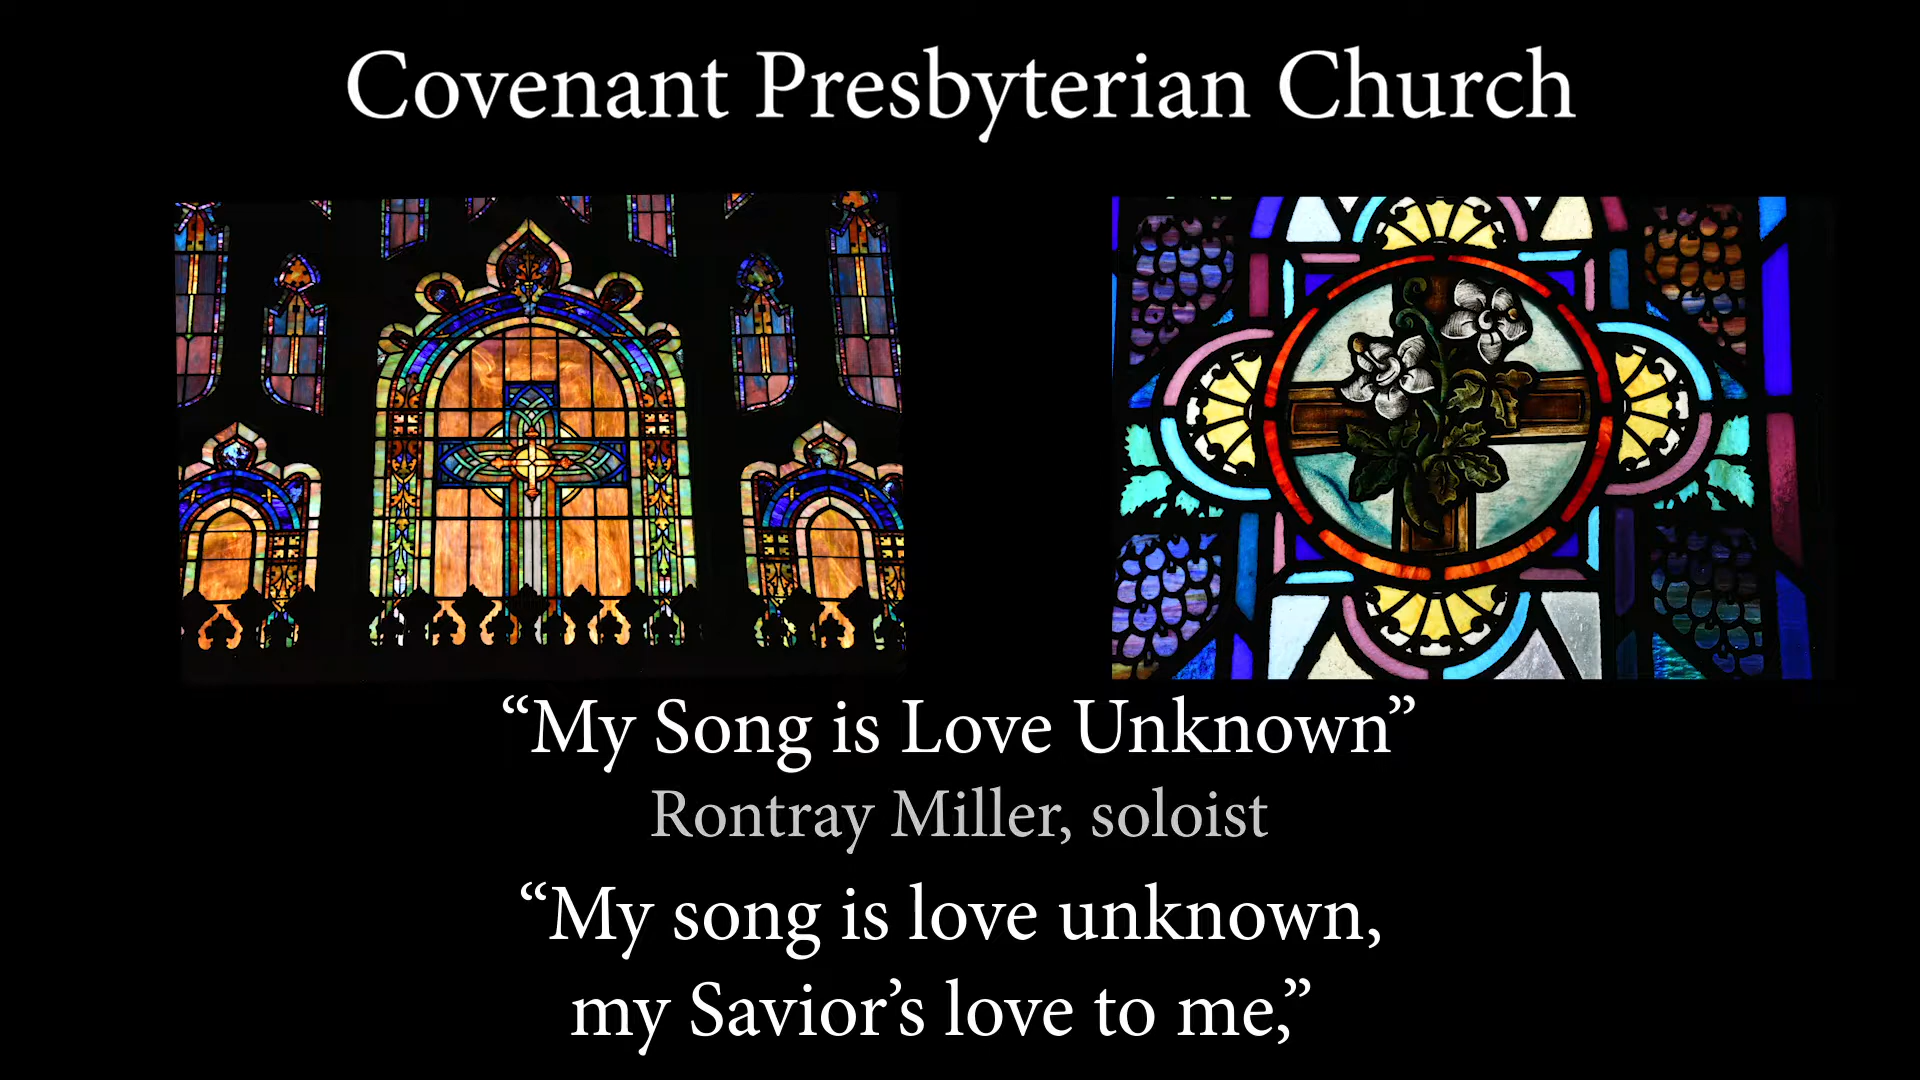 Covenant Presbyterian Church
“My Song is Love Unknown”
Rontray Miller, soloist
“My song is love unknown,
my Savior’s love to me,”